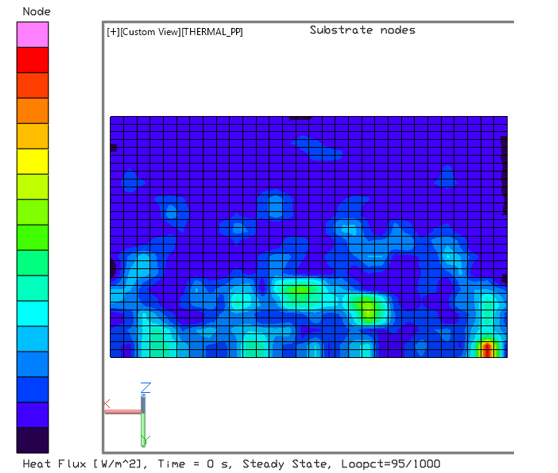 Node
[+][Custom View][THERMAL_PP]
Substrate nodes
Z
X
Y
Heat Flux [W/m^2], Time = 0 s, Steady State, Loopct=95/1000